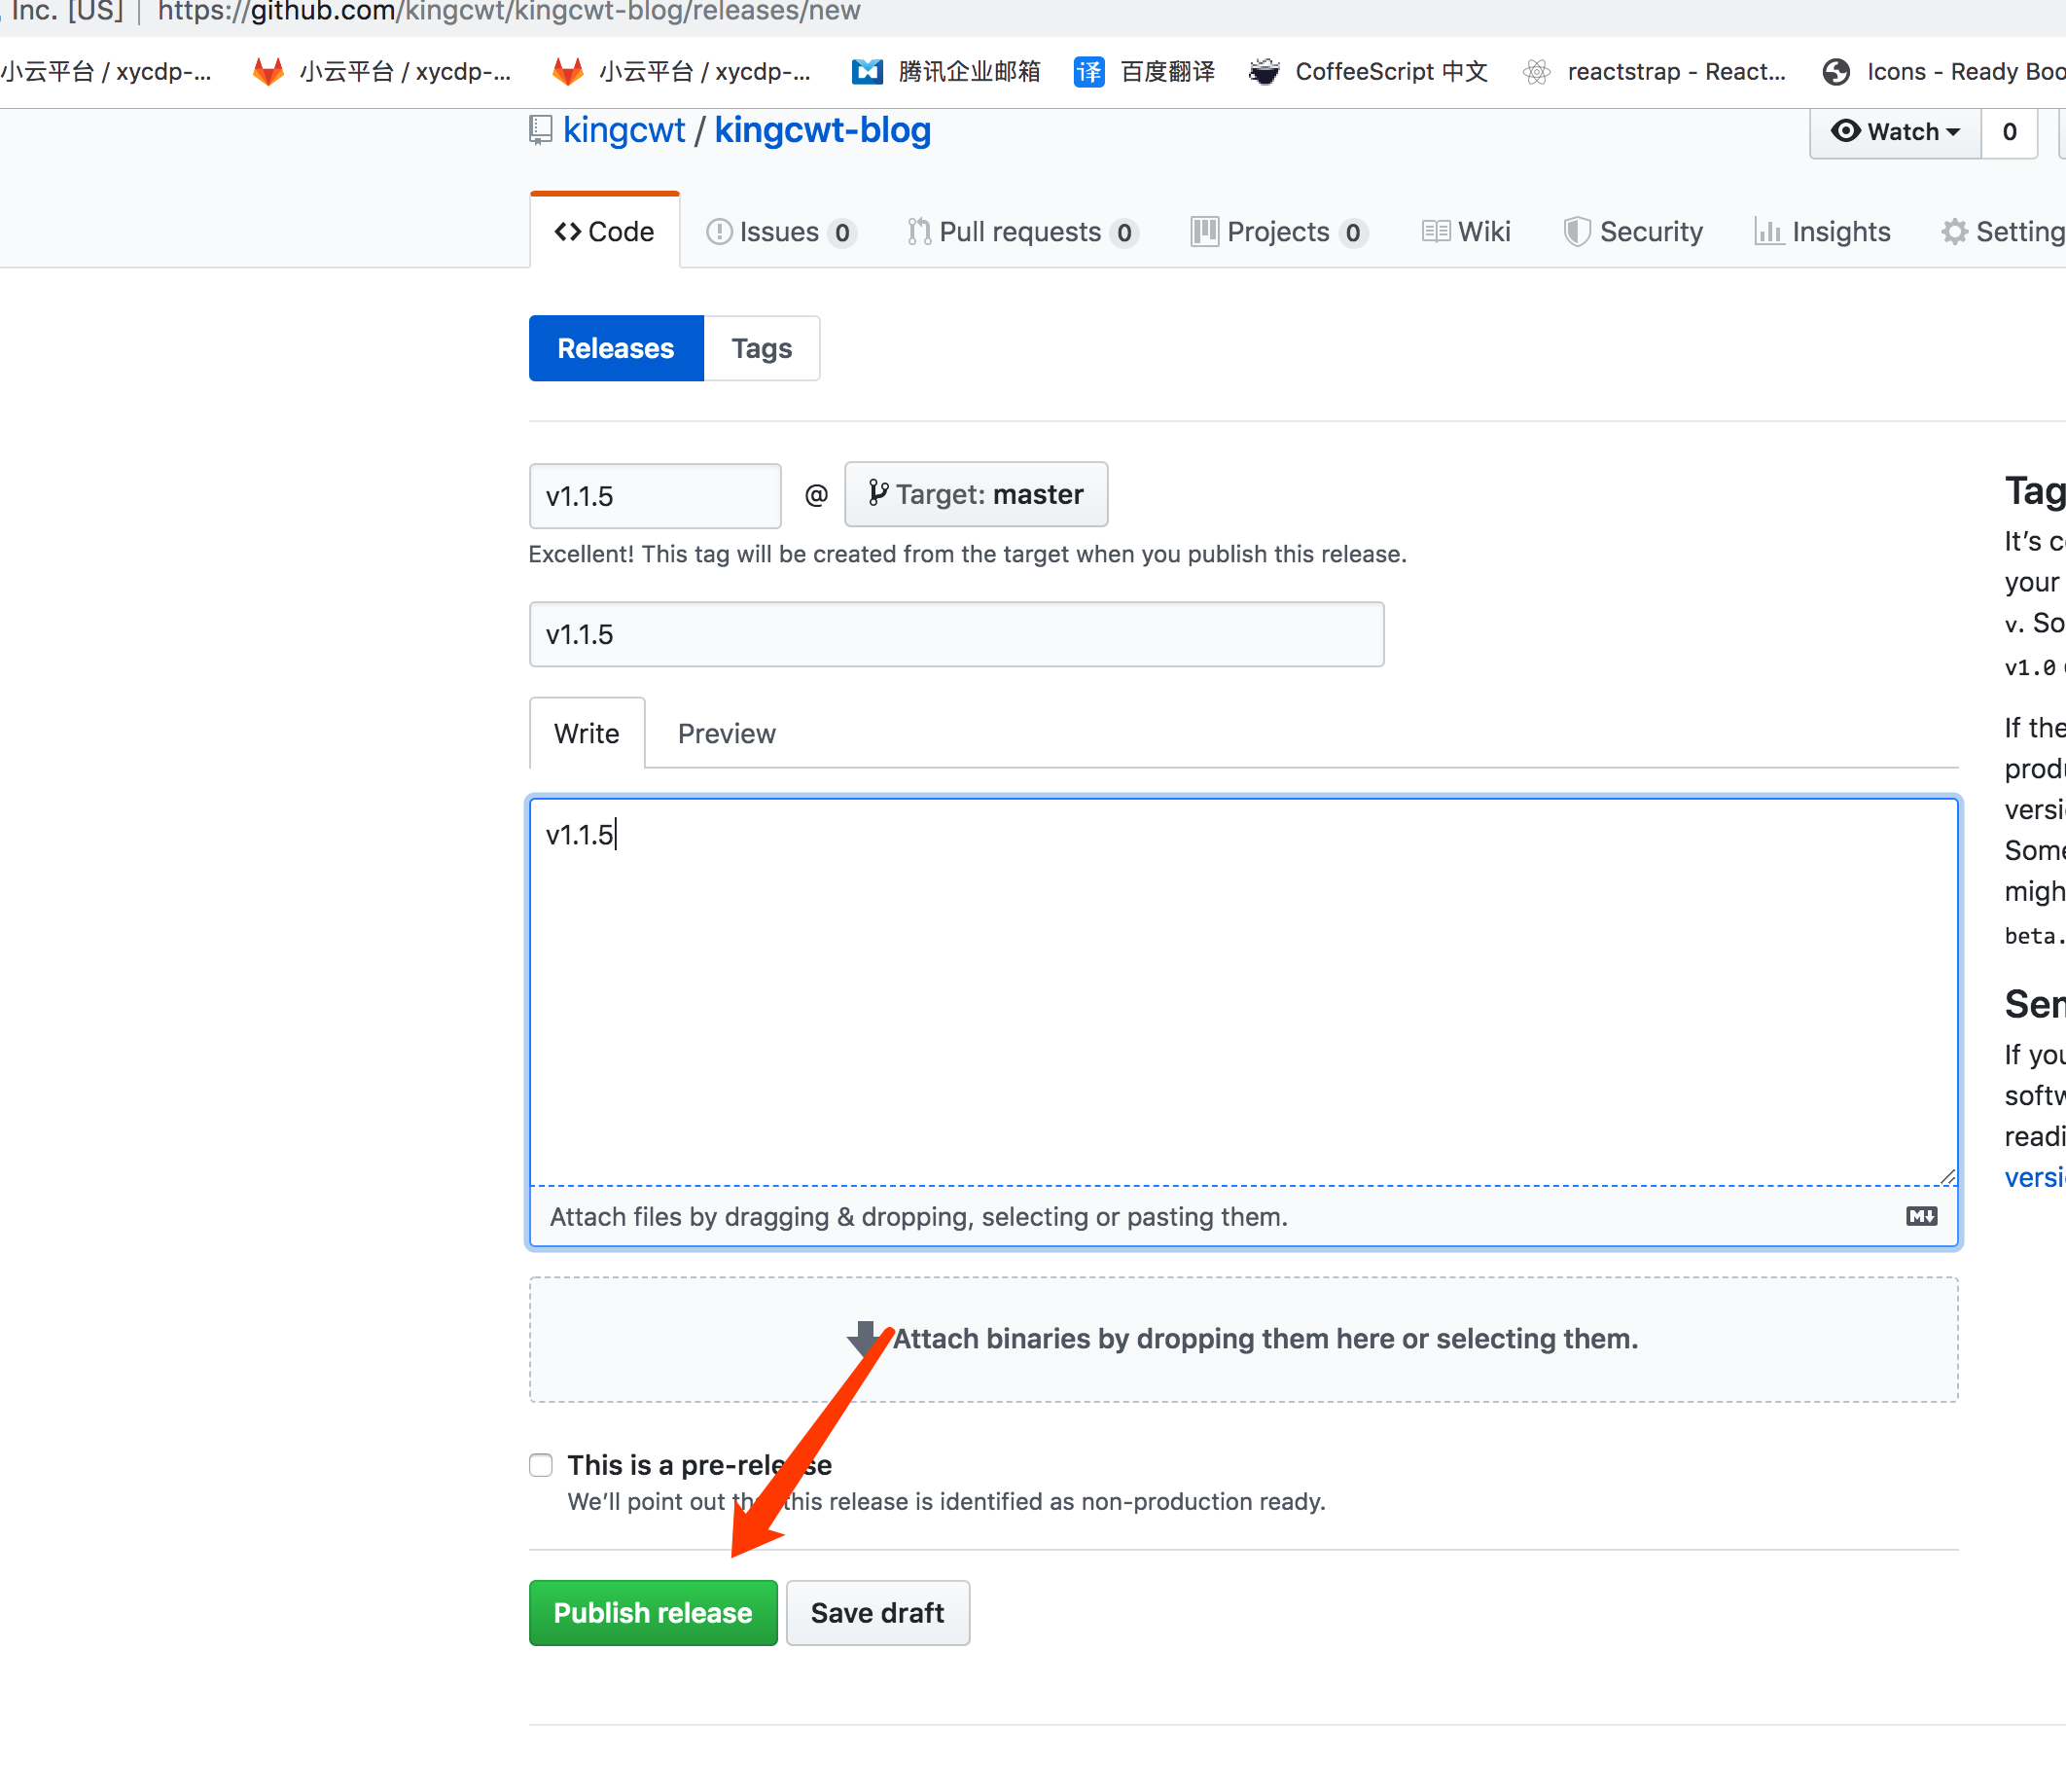 Inc. [US] | https://github.com/kingcwt/kingcwt-blog/releases/new
小云平台 / xycdp-... 小云平台 / xycdp-... 小云平台 / xycdp-... 腾讯企业邮箱 译 百度翻译 CoffeeScript 中文 reactstrap - React... Icons - Ready Boo
kingcwt / kingcwt-blog Watch 0
Code Issues 0 Pull requests 0 Projects 0 Wiki Security Insights Setting
Releases Tags
v1.1.5 @ Target: master
Excellent! This tag will be created from the target when you publish this release.
v1.1.5
Write Preview
v1.1.5
Attach files by dragging & dropping, selecting or pasting them.
Attach binaries by dropping them here or selecting them.
This is a pre-release
We'll point out that this release is identified as non-production ready.
Publish release Save draft
Tag
It's c
your
v. So
v1.0
If the
produ
versi
Some
migh
beta.
Sem
If you
softw
readi
versi